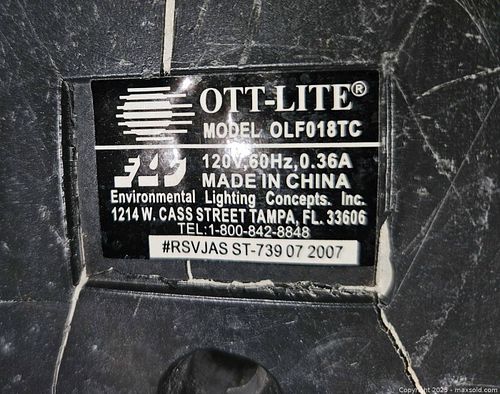 OTT-LITE®
MODEL OLF018TC
120V,60Hz,0.36A
MADE IN CHINA
Environmental Lighting Concepts. Inc.
1214 W. CASS STREET TAMPA, FL. 33606
TEL:1-800-842-8848
#RSVJAS ST-739 07 2007
Copyright 2025 - maxsold.com